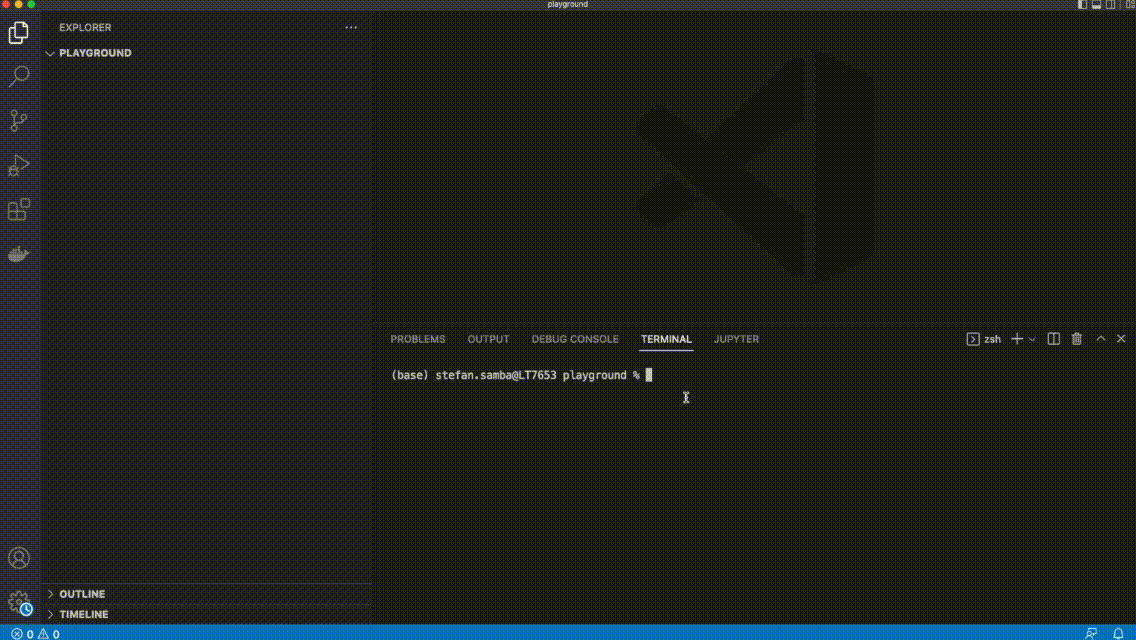 playground
EXPLORER
PLAYGROUND
PROBLEMS OUTPUT DEBUG CONSOLE TERMINAL JUPYTER zsh
(base) stefan.samba@LT7653 playground %
OUTLINE
TIMELINE
0 0